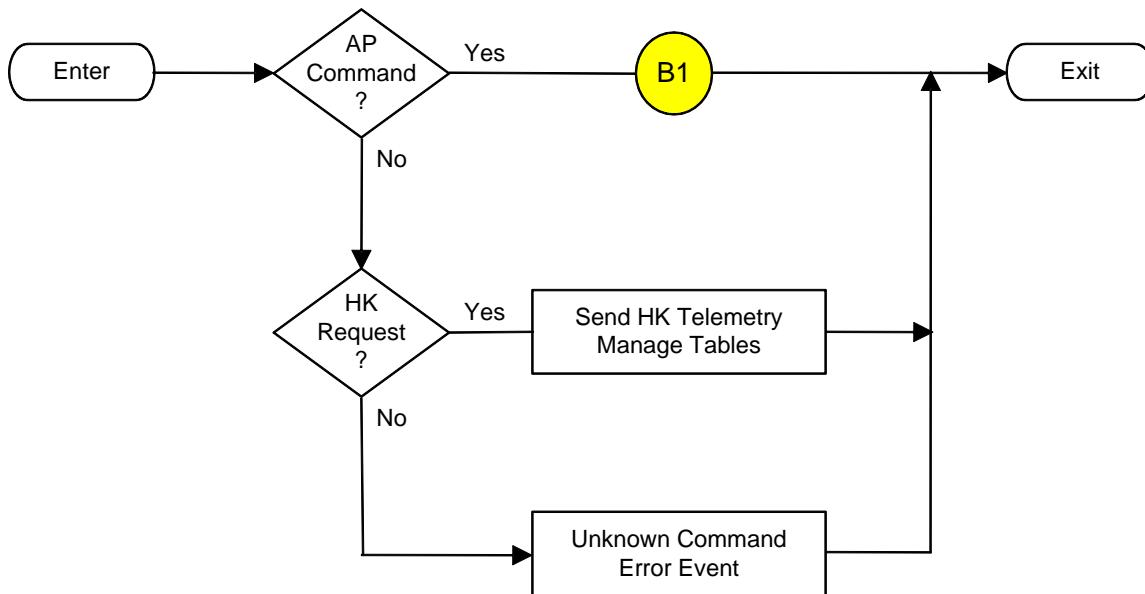 Enter
AP
Command
?
Yes
B1
Exit
No
HK
Request
?
Yes
Send HK Telemetry
Manage Tables
No
Unknown Command
Error Event